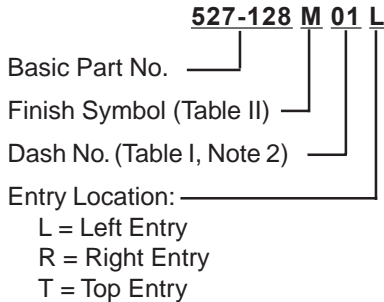 527-128 M 01 L
Basic Part No.
Finish Symbol (Table II)
Dash No. (Table I, Note 2)
Entry Location:
L = Left Entry
R = Right Entry
T = Top Entry